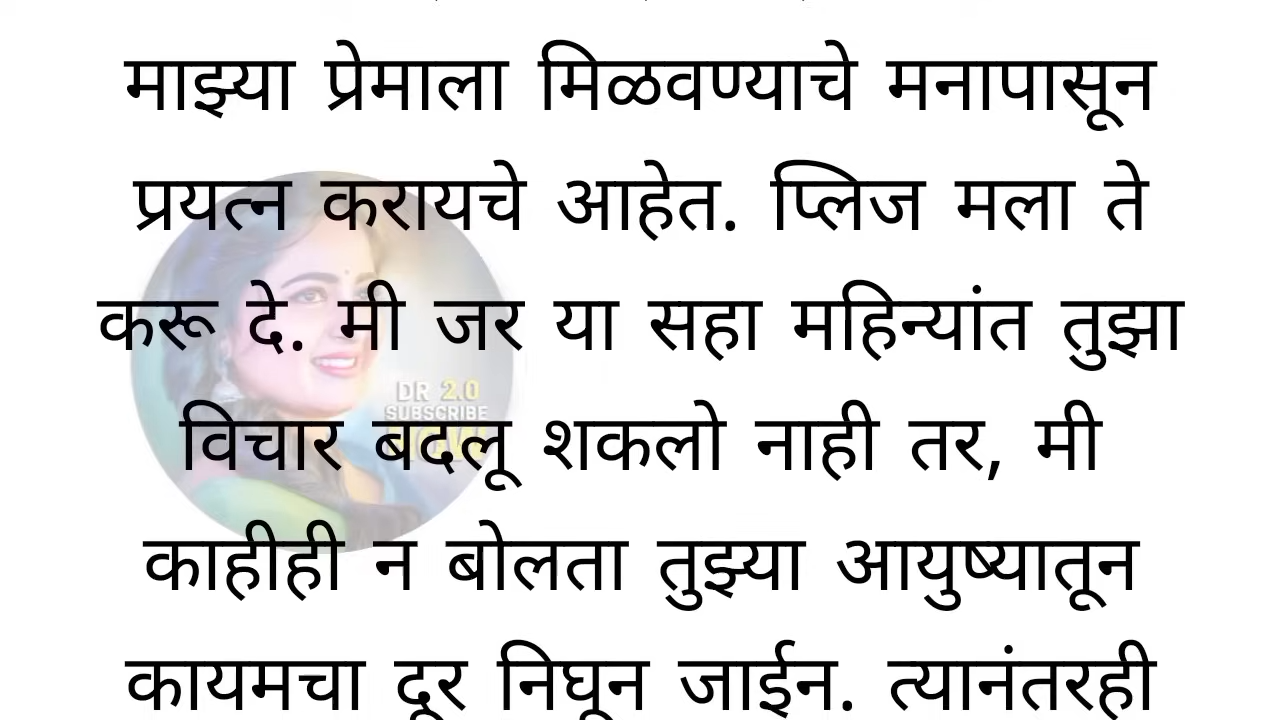 माझ्या प्रेमाला मिळवण्याचे मनापासून
प्रयत्न करायचे आहेत. प्लिज मला ते
करू दे. मी जर या सहा महिन्यांत तुझा
DR 2.0
SUBSCRIBE
विचार बदलू शकलो नाही तर, मी
काहीही न बोलता तुझ्या आयुष्यातून
कायमचा दूर निघून जाईन. त्यानंतरही